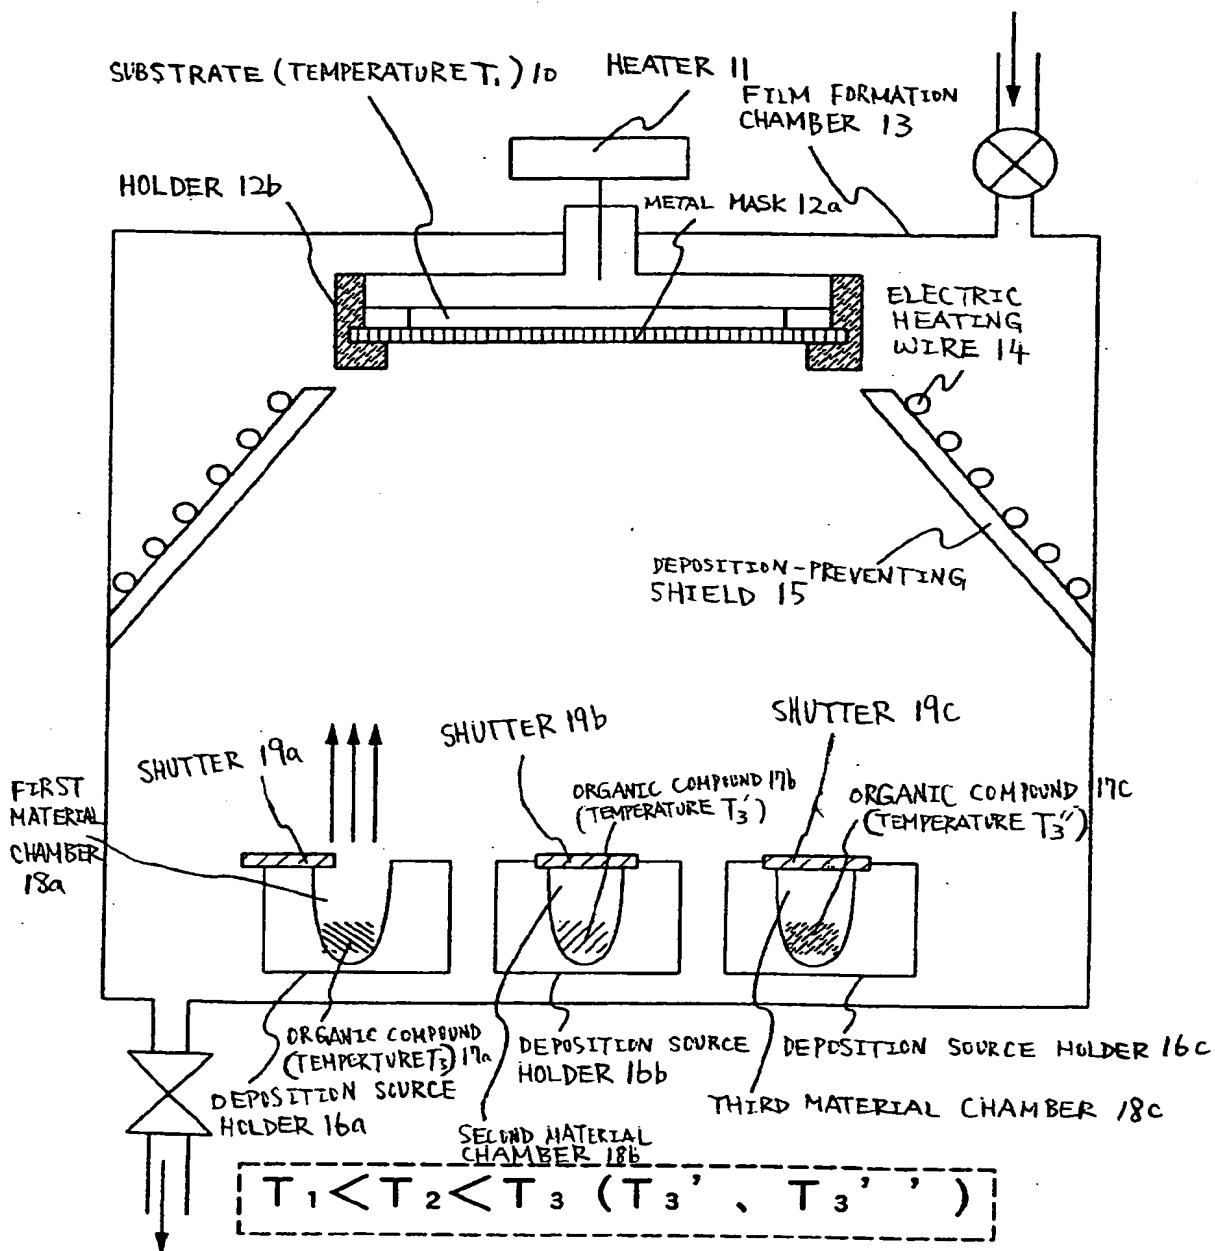 SUBSTRATE (TEMPERATURE T₁) 10
HEATER 11
FILM FORMATION
CHAMBER 13
HOLDER 12b
METAL MASK 12a
ELECTRIC
HEATING
WIRE 14
DEPOSITION-PREVENTING
SHIELD 15
SHUTTER 19a
SHUTTER 19b
SHUTTER 19c
FIRST
MATERIAL
CHAMBER
18a
ORGANIC COMPOUND 17b
(TEMPERATURE T₃')
ORGANIC COMPOUND 17c
(TEMPERATURE T₃'')
ORGANIC COMPOUND
(TEMPERTURE T₃) 17a
DEPOSITION SOURCE
HOLDER 16a
DEPOSITION SOURCE
HOLDER 16b
DEPOSITION SOURCE HOLDER 16c
SECOND MATERIAL
CHAMBER 18b
THIRD MATERIAL CHAMBER 18c
T₁<T₂<T₃ (T₃'、T₃'')